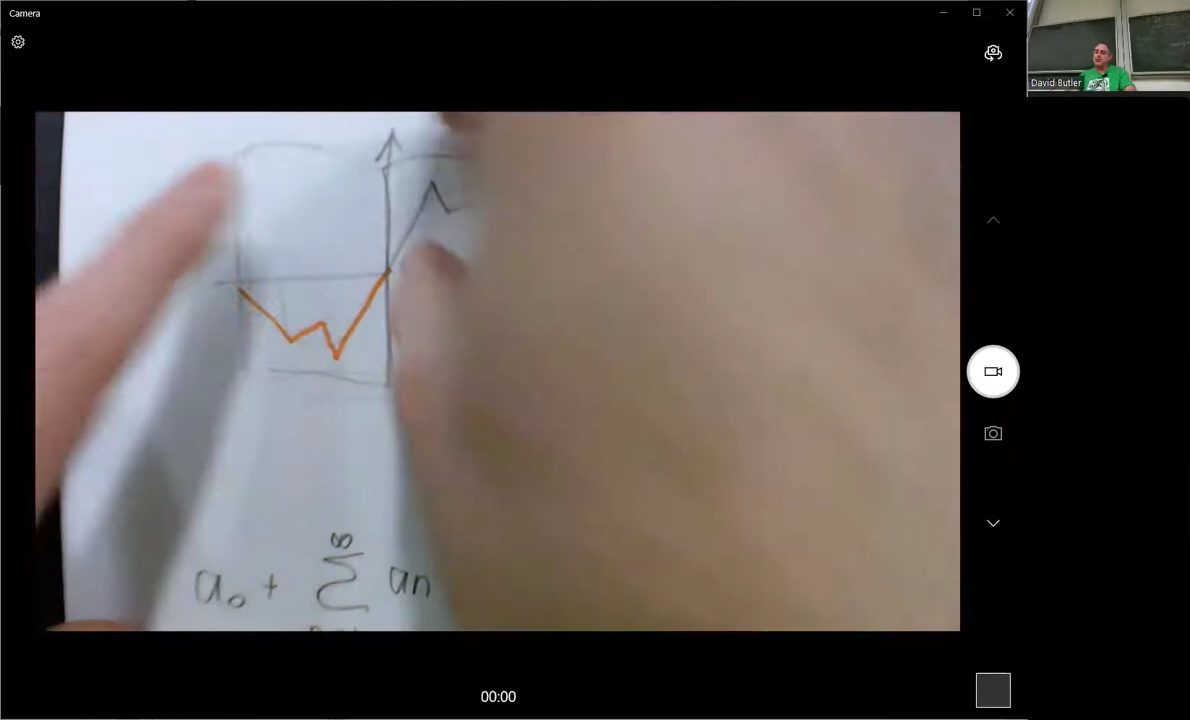 Camera
David Butler
∞
a₀ + Σ an
00:00